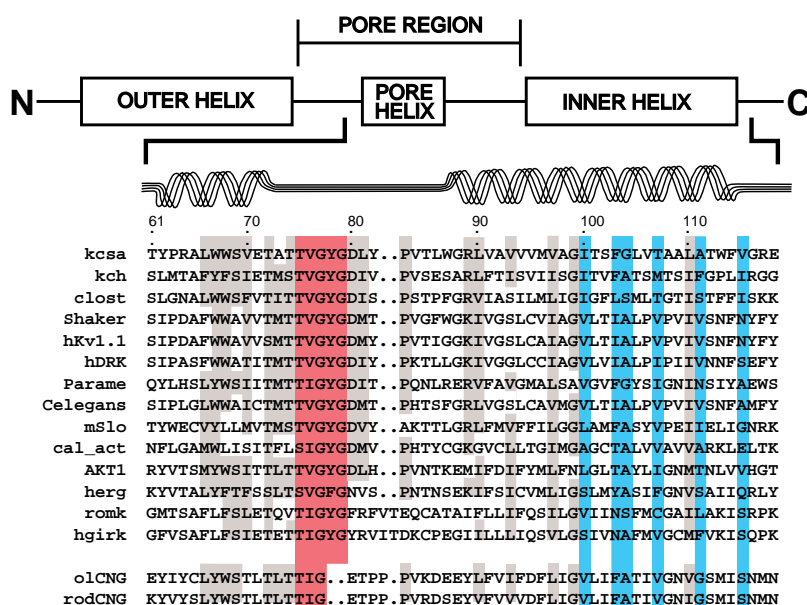 PORE REGION
N OUTER HELIX PORE HELIX INNER HELIX C
61 70 80 90 100 110
kcsa TYPRALWWSVETATTVGYGDLY..PVTLWGRLVAVVVMVAGITSFGLVTAALATWFVGRE
kch SLMTAFYFSIETMSTVGYGDIV..PVSESARLFTISVIISGITVFATSMTSIFGPLIRGG
clost SLGNALWWSFVTITTVGYGDIS..PSTPFGRVIASILMLIGIGFLSMLTGTISTFFISKK
Shaker SIPDAFWWAVVTMTTVGYGDMT..PVGFWGKIVGSLCVIAGVLTIALPVPVIVSNFNYFY
hKv1.1 SIPDAFWWAVVSMTTVGYGDMY..PVTIGGKIVGSLCAIAGVLTIALPVPVIVSNFNYFY
hDRK SIPASFWWATITMTTVGYGDIY..PKTLLGKIVGGLCCIAGVLVIALPIPIIVNNFSEFY
Parame QYLHSLYWSIITMTTIGYGDIT..PQNLRERVFAVGMALSAVGVFGYSIGNINSIYAEWS
Celegans SIPLGLWWAICTMTTVGYGDMT..PHTSFGRLVGSLCAVMGVLTIALPVPVIVSNFAMFY
mSlo TYWECVYLLMVTMSTVGYGDVY..AKTTLGRLFMVFFILGGLAMFASYVPEIIELIGNRK
cal_act NFLGAMWLISITFLSIGYGDMV..PHTYCGKGVCLLTGIMGAGCTALVVAVVARKLELTK
AKT1 RYVTSMYWSITTLTTVGYGDLH..PVNTKEMIFDIFYMLFNLGLTAYLIGNMTNLVVHGT
herg KYVTALYFTFSSLTSVGFGNVS..PNTNSEKIFSICVMLIGSLMYASIFGNVSAIIQRLY
romk GMTSAFLFSLETQVTIGYGFRFVTEQCATAIFLLIFQSILGVIINSFMCGAILAKISRPK
hgirk GFVSAFLFSIETETTIGYGYRVITDKCPEGIILLLIQSVLGSIVNAFMVGCMFVKISQPK
olCNG EYIYCLYWSTLTLTTIG..ETPP.PVKDEEYLFVIFDFLIGVLIFATIVGNVGSMISNMN
rodCNG KYVYSLYWSTLTLTTIG..ETPP.PVRDSEYVFVVVDFLIGVLIFATIVGNIGSMISNMN